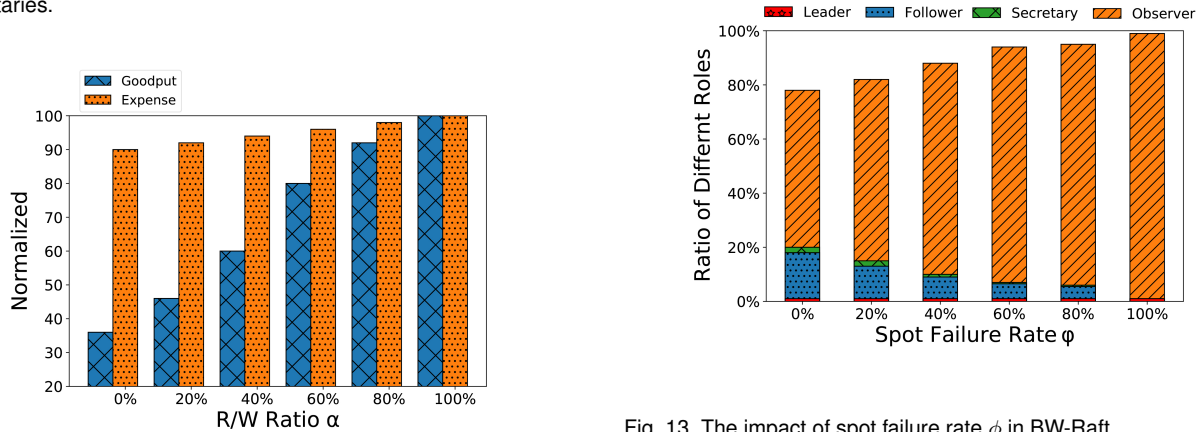 taries.
Goodput
Expense
100
90
80
70
60
50
40
30
20
Normalized
0% 20% 40% 60% 80% 100%
R/W Ratio α
Leader Follower Secretary Observer
100%
80%
60%
40%
20%
0%
Ratio of Differnt Roles
0% 20% 40% 60% 80% 100%
Spot Failure Rate φ
Fig. 13. The impact of spot failure rate ϕ in BW-Raft